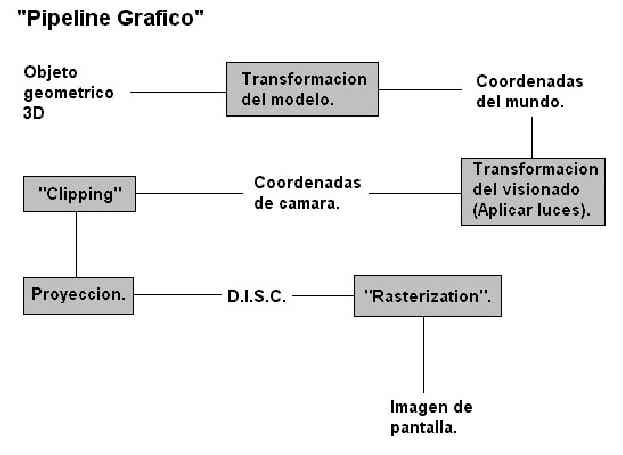 "Pipeline Grafico"
Objeto
geometrico
3D
Transformacion
del modelo.
Coordenadas
del mundo.
Transformacion
del visionado
(Aplicar luces).
Coordenadas
de camara.
"Clipping"
Proyeccion.
D.I.S.C.
"Rasterization".
Imagen de
pantalla.